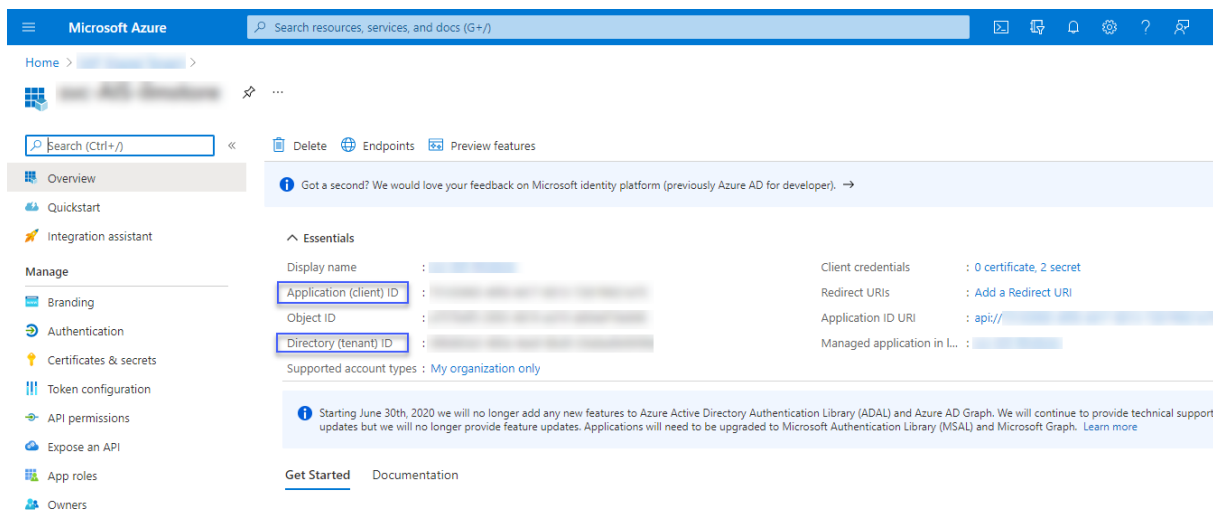 Microsoft Azure
Search resources, services, and docs (G+/)
Home > >
...
Search (Ctrl+/)
«
Delete
Endpoints
Preview features
Overview
Quickstart
Integration assistant
Manage
Branding
Authentication
Certificates & secrets
Token configuration
API permissions
Expose an API
App roles
Owners
Got a second? We would love your feedback on Microsoft identity platform (previously Azure AD for developer). →
Essentials
Display name :
Application (client) ID :
Object ID :
Directory (tenant) ID :
Supported account types : My organization only
Client credentials : 0 certificate, 2 secret
Redirect URIs : Add a Redirect URI
Application ID URI : api://
Managed application in l... :
Starting June 30th, 2020 we will no longer add any new features to Azure Active Directory Authentication Library (ADAL) and Azure AD Graph. We will continue to provide technical support
updates but we will no longer provide feature updates. Applications will need to be upgraded to Microsoft Authentication Library (MSAL) and Microsoft Graph. Learn more
Get Started
Documentation